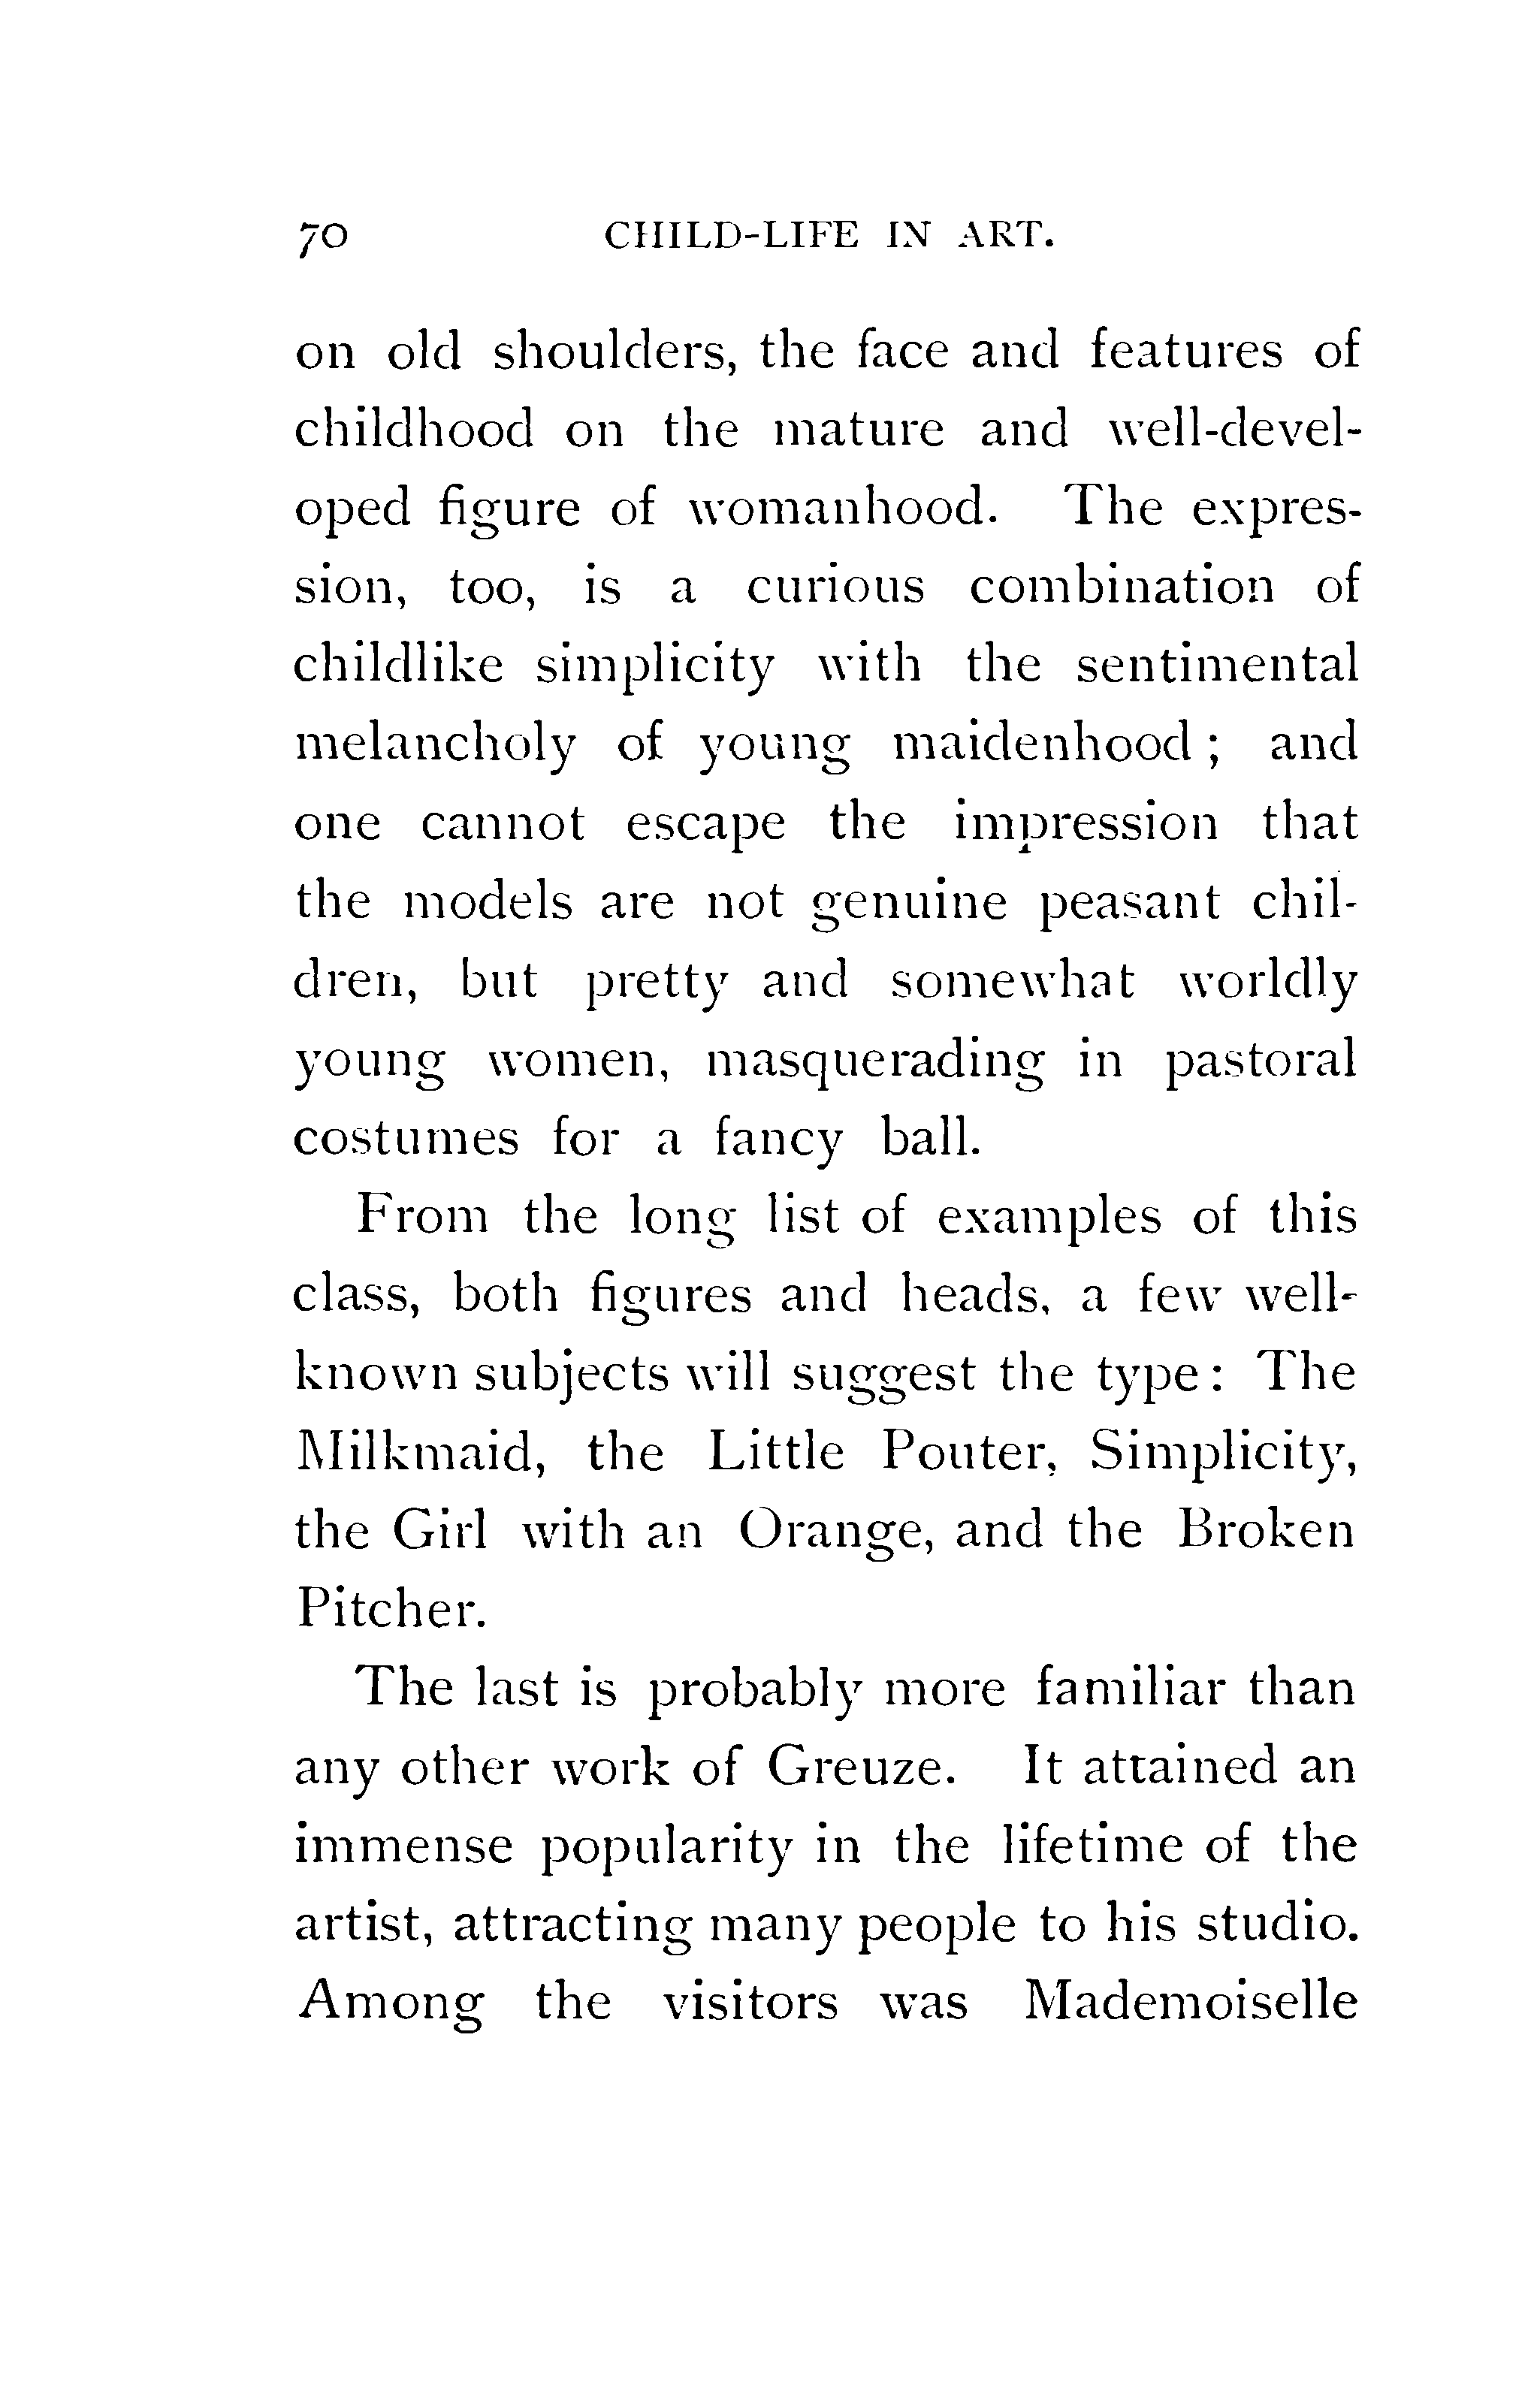 70 CHILD-LIFE IN ART.
on old shoulders, the face and features of
childhood on the mature and well-devel-
oped figure of womanhood. The expres-
sion, too, is a curious combination of
childlike simplicity with the sentimental
melancholy of young maidenhood; and
one cannot escape the impression that
the models are not genuine peasant chil-
dren, but pretty and somewhat worldly
young women, masquerading in pastoral
costumes for a fancy ball.
From the long list of examples of this
class, both figures and heads, a few well-
known subjects will suggest the type: The
Milkmaid, the Little Pouter, Simplicity,
the Girl with an Orange, and the Broken
Pitcher.
The last is probably more familiar than
any other work of Greuze. It attained an
immense popularity in the lifetime of the
artist, attracting many people to his studio.
Among the visitors was Mademoiselle